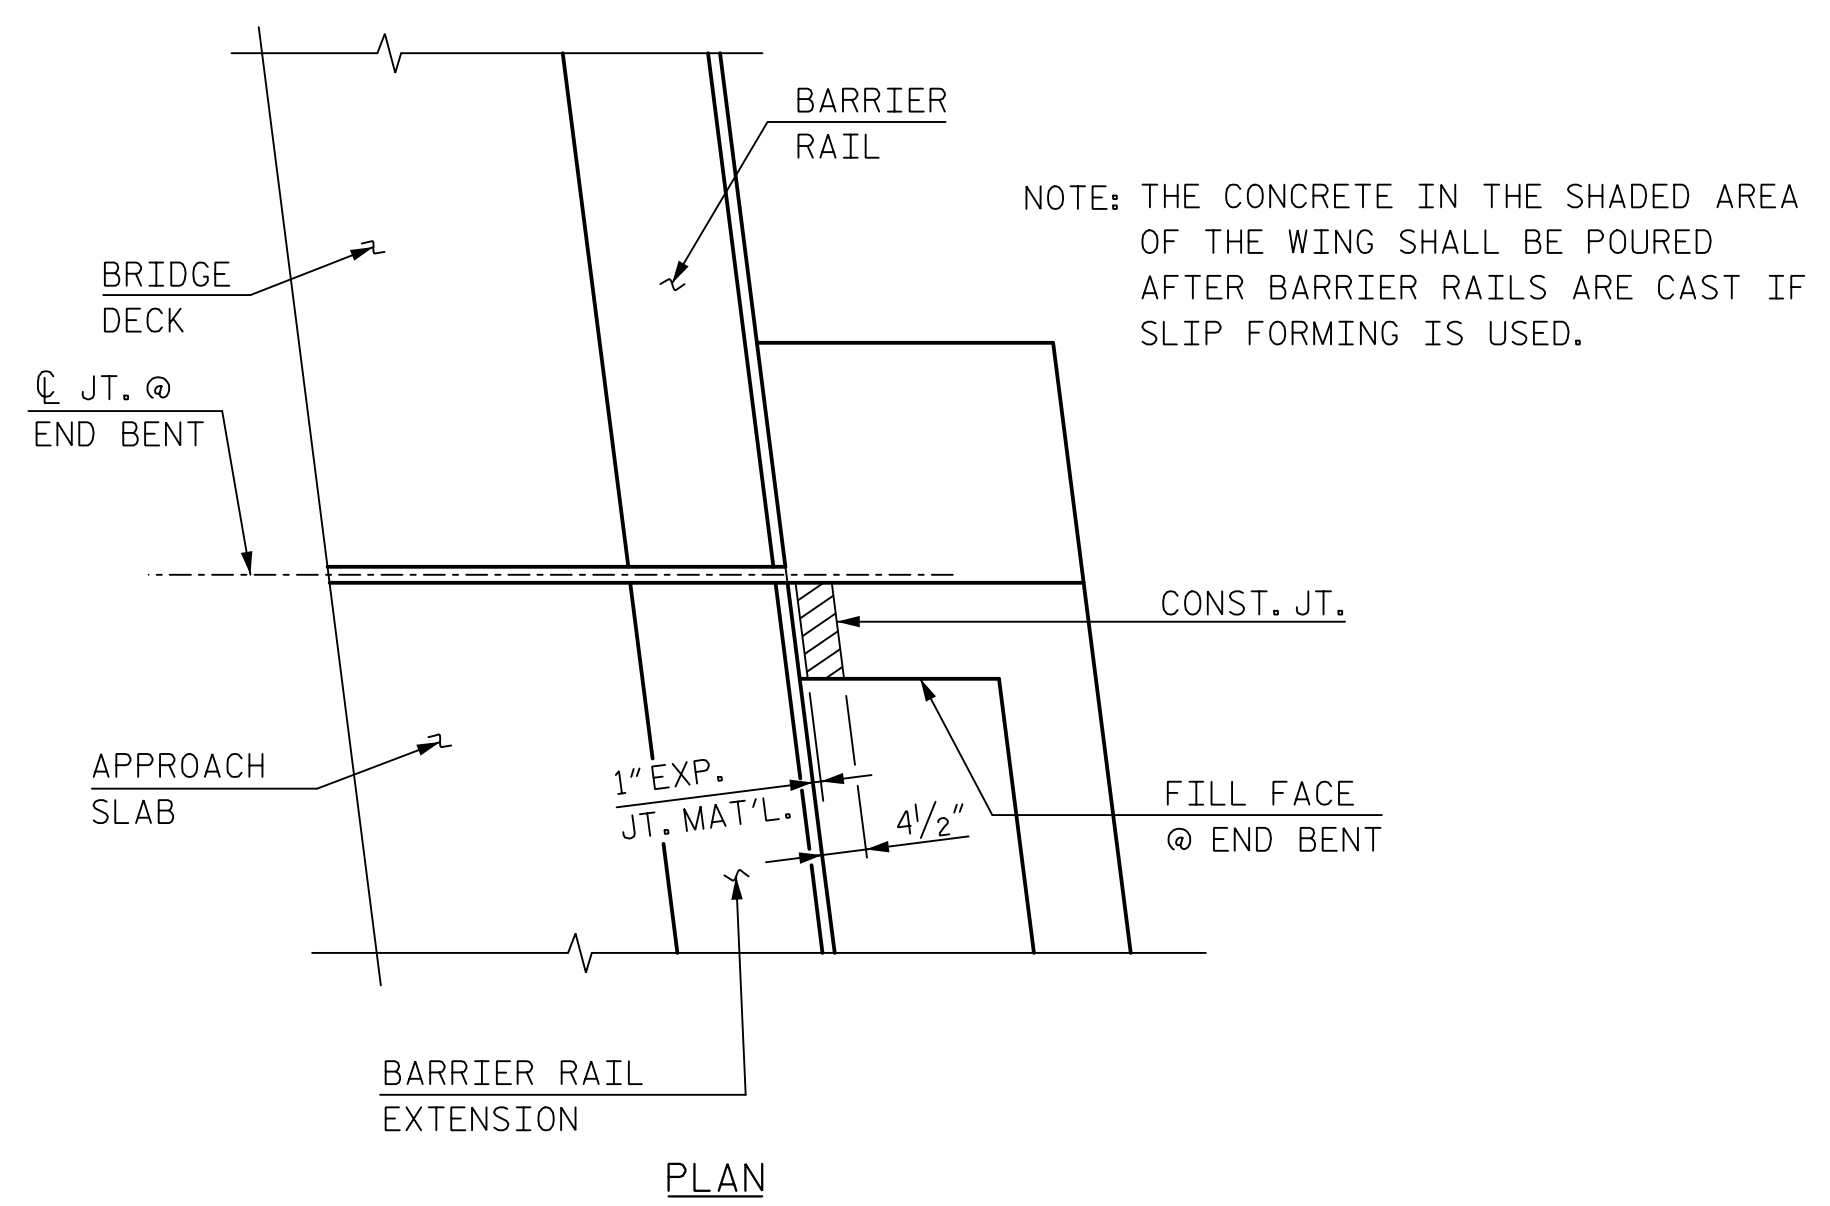 BARRIER
RAIL
NOTE: THE CONCRETE IN THE SHADED AREA
OF THE WING SHALL BE POURED
AFTER BARRIER RAILS ARE CAST IF
SLIP FORMING IS USED.
BRIDGE
DECK
℄ JT. @
END BENT
CONST. JT.
APPROACH
SLAB
1" EXP.
JT. MAT'L.
4½"
FILL FACE
@ END BENT
BARRIER RAIL
EXTENSION
PLAN